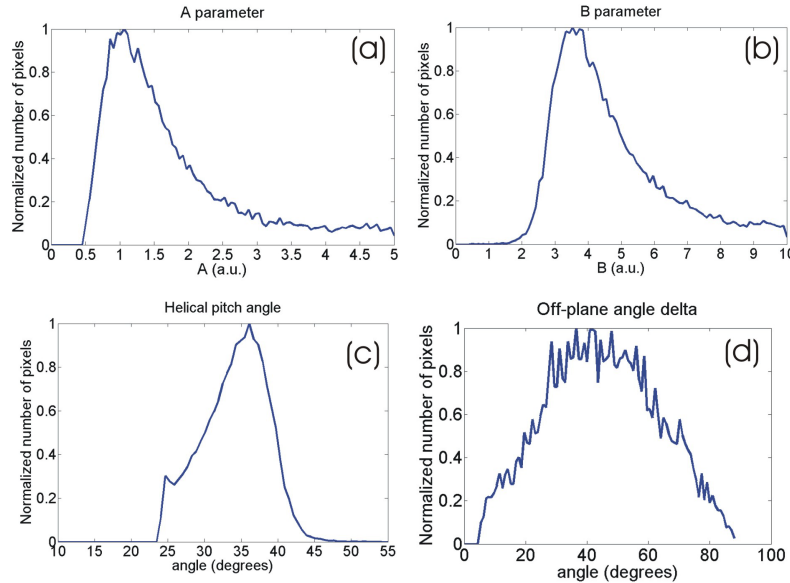 A parameter
(a)
Normalized number of pixels
1
0.8
0.6
0.4
0.2
0
0 0.5 1 1.5 2 2.5 3 3.5 4 4.5 5
A (a.u.)
B parameter
(b)
Normalized number of pixels
1
0.8
0.6
0.4
0.2
0
0 1 2 3 4 5 6 7 8 9 10
B (a.u.)
Helical pitch angle
(c)
Normalized number of pixels
1
0.8
0.6
0.4
0.2
0
10 15 20 25 30 35 40 45 50 55
angle (degrees)
Off-plane angle delta
(d)
Normalized number of pixels
1
0.8
0.6
0.4
0.2
0
0 20 40 60 80 100
angle (degrees)